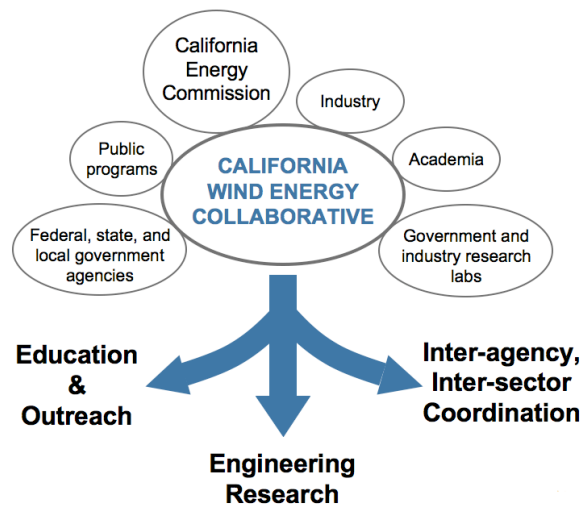 California
Energy
Commission
Industry
Public
programs
CALIFORNIA
WIND ENERGY
COLLABORATIVE
Academia
Federal, state, and
local government
agencies
Government and
industry research
labs
Education
&
Outreach
Inter-agency,
Inter-sector
Coordination
Engineering
Research